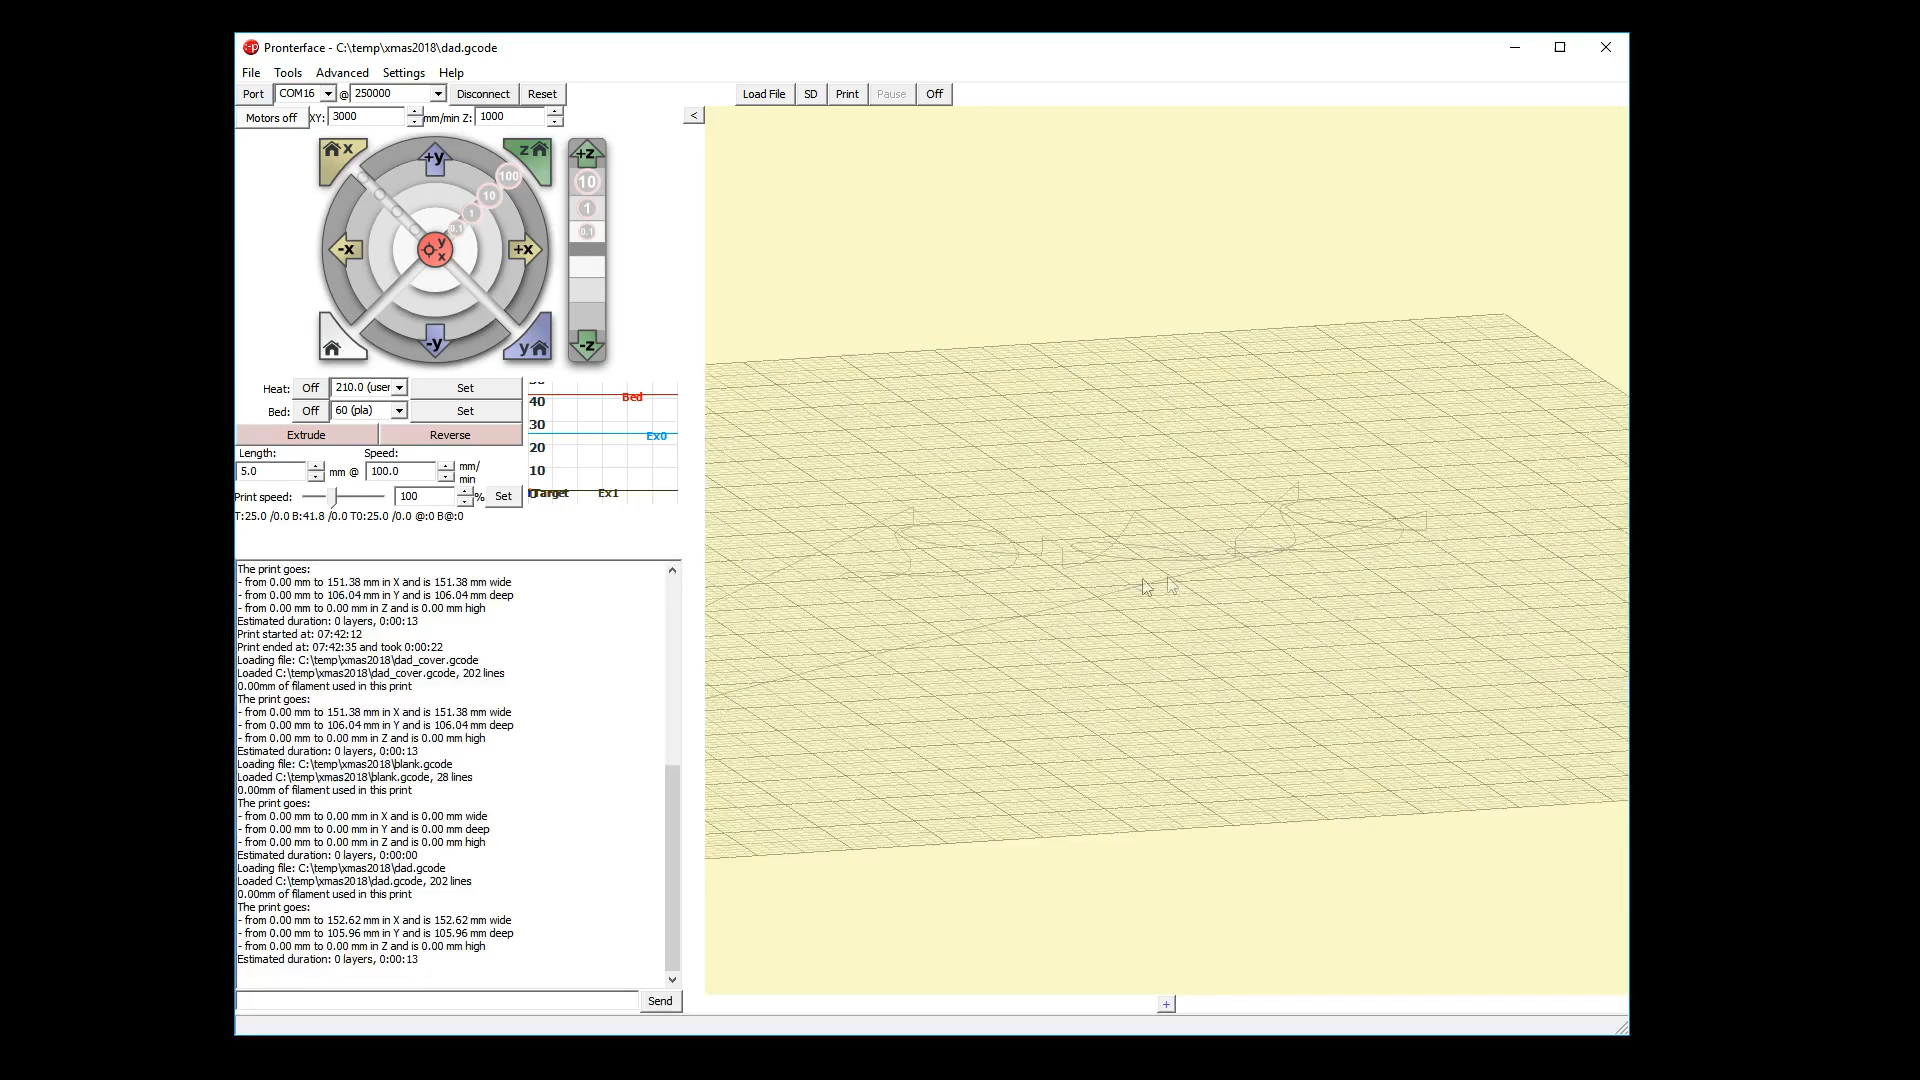 Pronterface - C:\temp\xmas2018\dad.gcode
File Tools Advanced Settings Help
Port COM16 @ 250000 Disconnect Reset Load File SD Print Pause Off
Motors off XY: 3000 mm/min Z: 1000 <
x +y z +z
100 10
10 1
1 0.1
0.1
-x y x +x
-y y -z
Heat: Off 210.0 (user Set
Bed: Off 60 (pla) Set
Extrude Reverse
Length: Speed:
5.0 mm @ 100.0 mm/
min
Print speed: 100 % Set
40 Bed
30 Ex0
20
10
Target Ex1
T:25.0 /0.0 B:41.8 /0.0 T0:25.0 /0.0 @:0 B@:0
The print goes:
- from 0.00 mm to 151.38 mm in X and is 151.38 mm wide
- from 0.00 mm to 106.04 mm in Y and is 106.04 mm deep
- from 0.00 mm to 0.00 mm in Z and is 0.00 mm high
Estimated duration: 0 layers, 0:00:13
Print started at: 07:42:12
Print ended at: 07:42:35 and took 0:00:22
Loading file: C:\temp\xmas2018\dad_cover.gcode
Loaded C:\temp\xmas2018\dad_cover.gcode, 202 lines
0.00mm of filament used in this print
The print goes:
- from 0.00 mm to 151.38 mm in X and is 151.38 mm wide
- from 0.00 mm to 106.04 mm in Y and is 106.04 mm deep
- from 0.00 mm to 0.00 mm in Z and is 0.00 mm high
Estimated duration: 0 layers, 0:00:13
Loading file: C:\temp\xmas2018\blank.gcode
Loaded C:\temp\xmas2018\blank.gcode, 28 lines
0.00mm of filament used in this print
The print goes:
- from 0.00 mm to 0.00 mm in X and is 0.00 mm wide
- from 0.00 mm to 0.00 mm in Y and is 0.00 mm deep
- from 0.00 mm to 0.00 mm in Z and is 0.00 mm high
Estimated duration: 0 layers, 0:00:00
Loading file: C:\temp\xmas2018\dad.gcode
Loaded C:\temp\xmas2018\dad.gcode, 202 lines
0.00mm of filament used in this print
The print goes:
- from 0.00 mm to 152.62 mm in X and is 152.62 mm wide
- from 0.00 mm to 105.96 mm in Y and is 105.96 mm deep
- from 0.00 mm to 0.00 mm in Z and is 0.00 mm high
Estimated duration: 0 layers, 0:00:13
Send
+